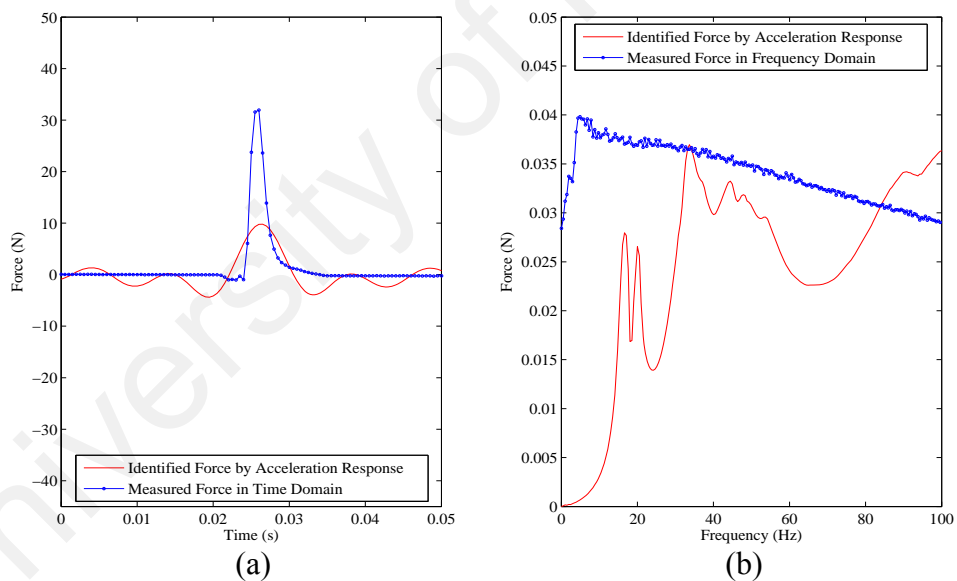 50
40
30
20
10
0
−10
−20
−30
−40
Force (N)
Identified Force by Acceleration Response
Measured Force in Time Domain
0 0.01 0.02 0.03 0.04 0.05
Time (s)
(a)
0.05
0.045
0.04
0.035
0.03
0.025
0.02
0.015
0.01
0.005
0
Force (N)
Identified Force by Acceleration Response
Measured Force in Frequency Domain
0 20 40 60 80 100
Frequency (Hz)
(b)
niversity of